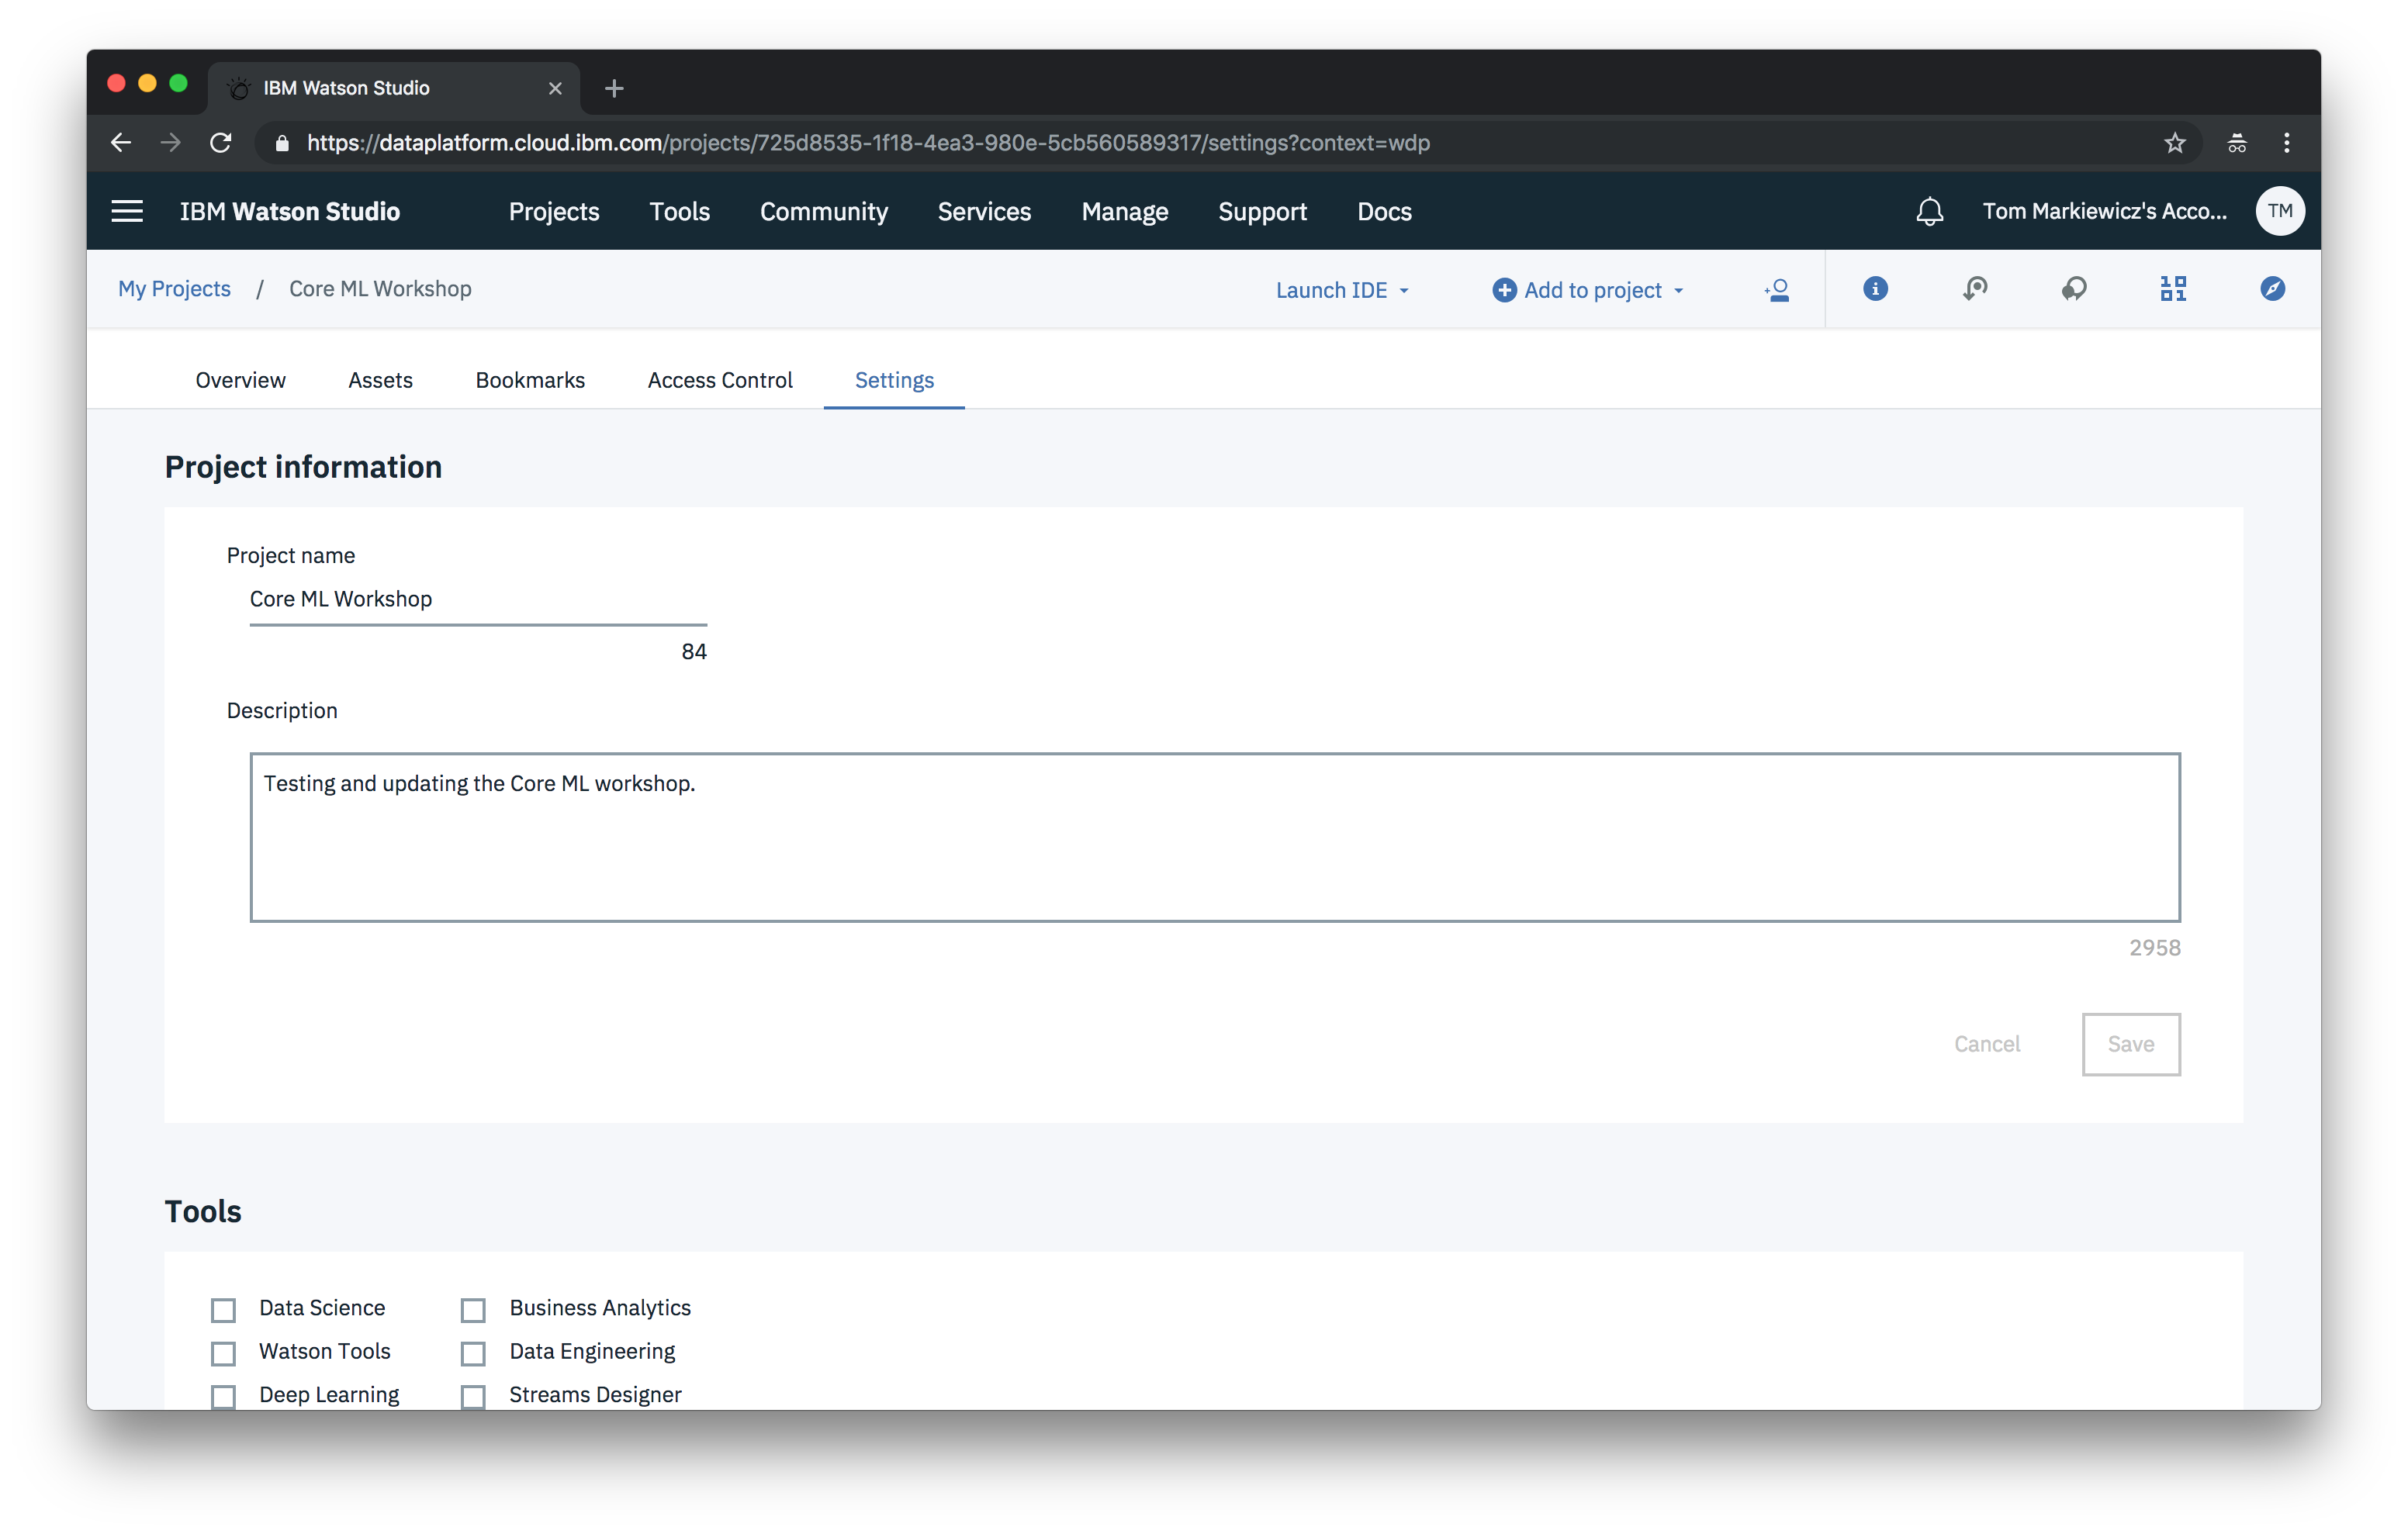 IBM Watson Studio
https://dataplatform.cloud.ibm.com/projects/725d8535-1f18-4ea3-980e-5cb560589317/settings?context=wdp
IBM Watson Studio Projects Tools Community Services Manage Support Docs Tom Markiewicz's Acco... TM
My Projects / Core ML Workshop Launch IDE Add to project
Overview Assets Bookmarks Access Control Settings
Project information
Project name
Core ML Workshop
84
Description
Testing and updating the Core ML workshop.
2958
Cancel Save
Tools
Data Science Business Analytics
Watson Tools Data Engineering
Deep Learning Streams Designer